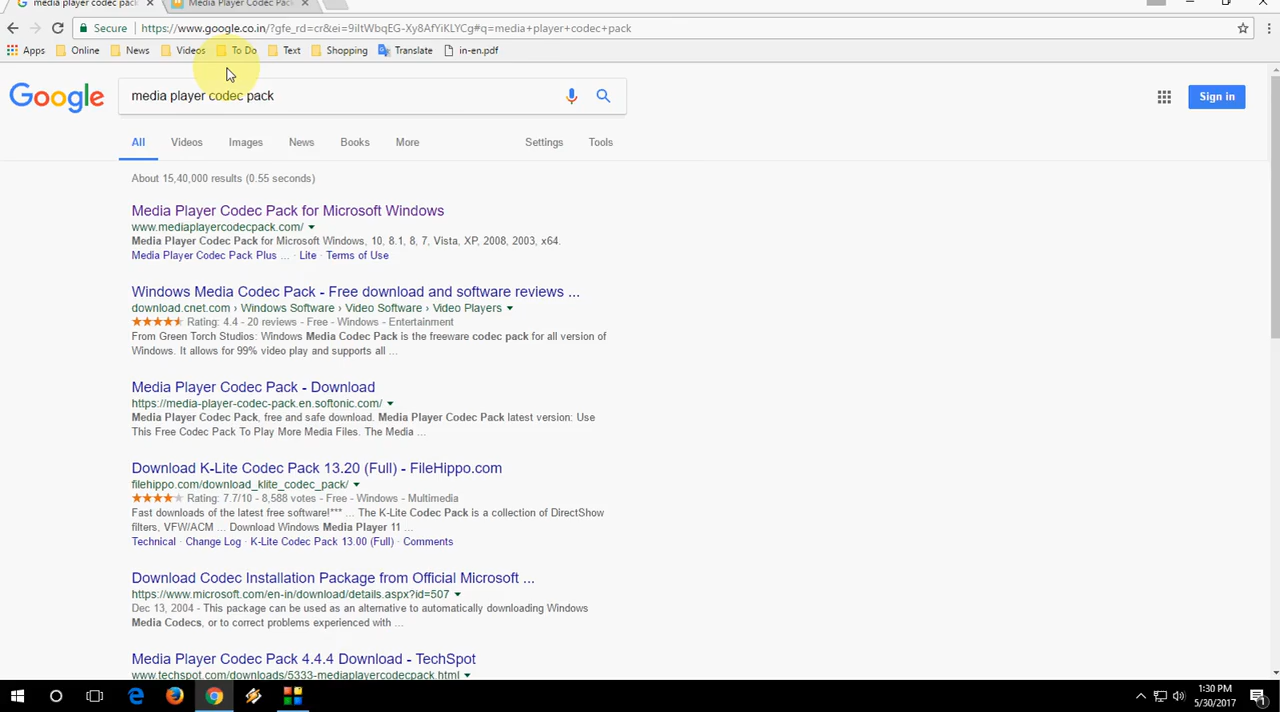 media player codec pack
Media Player Codec Pack
Secure
https://www.google.co.in/?gfe_rd=cr&ei=9iItWbqEG-Xy8AfYiKLYCg#q=media+player+codec+pack
Apps Online News Videos To Do Text Shopping Translate in-en.pdf
Google
media player codec pack
Sign in
All Videos Images News Books More Settings Tools
About 15,40,000 results (0.55 seconds)
Media Player Codec Pack for Microsoft Windows
www.mediaplayercodecpack.com/
Media Player Codec Pack for Microsoft Windows, 10, 8.1, 8, 7, Vista, XP, 2008, 2003, x64.
Media Player Codec Pack Plus ... · Lite · Terms of Use
Windows Media Codec Pack - Free download and software reviews ...
download.cnet.com › Windows Software › Video Software › Video Players
Rating: 4.4 - 20 reviews - Free - Windows - Entertainment
From Green Torch Studios: Windows Media Codec Pack is the freeware codec pack for all version of
Windows. It allows for 99% video play and supports all ...
Media Player Codec Pack - Download
https://media-player-codec-pack.en.softonic.com/
Media Player Codec Pack, free and safe download. Media Player Codec Pack latest version: Use
This Free Codec Pack To Play More Media Files. The Media ...
Download K-Lite Codec Pack 13.20 (Full) - FileHippo.com
filehippo.com/download_klite_codec_pack/
Rating: 7.7/10 - 8,588 votes - Free - Windows - Multimedia
Fast downloads of the latest free software!*** ... The K-Lite Codec Pack is a collection of DirectShow
filters, VFW/ACM ... Download Windows Media Player 11 ...
Technical · Change Log · K-Lite Codec Pack 13.00 (Full) · Comments
Download Codec Installation Package from Official Microsoft ...
https://www.microsoft.com/en-in/download/details.aspx?id=507
Dec 13, 2004 - This package can be used as an alternative to automatically downloading Windows
Media Codecs, or to correct problems experienced with ...
Media Player Codec Pack 4.4.4 Download - TechSpot
www.techspot.com/downloads/5333-mediaplayercodecpack.html
1:30 PM
5/30/2017
1